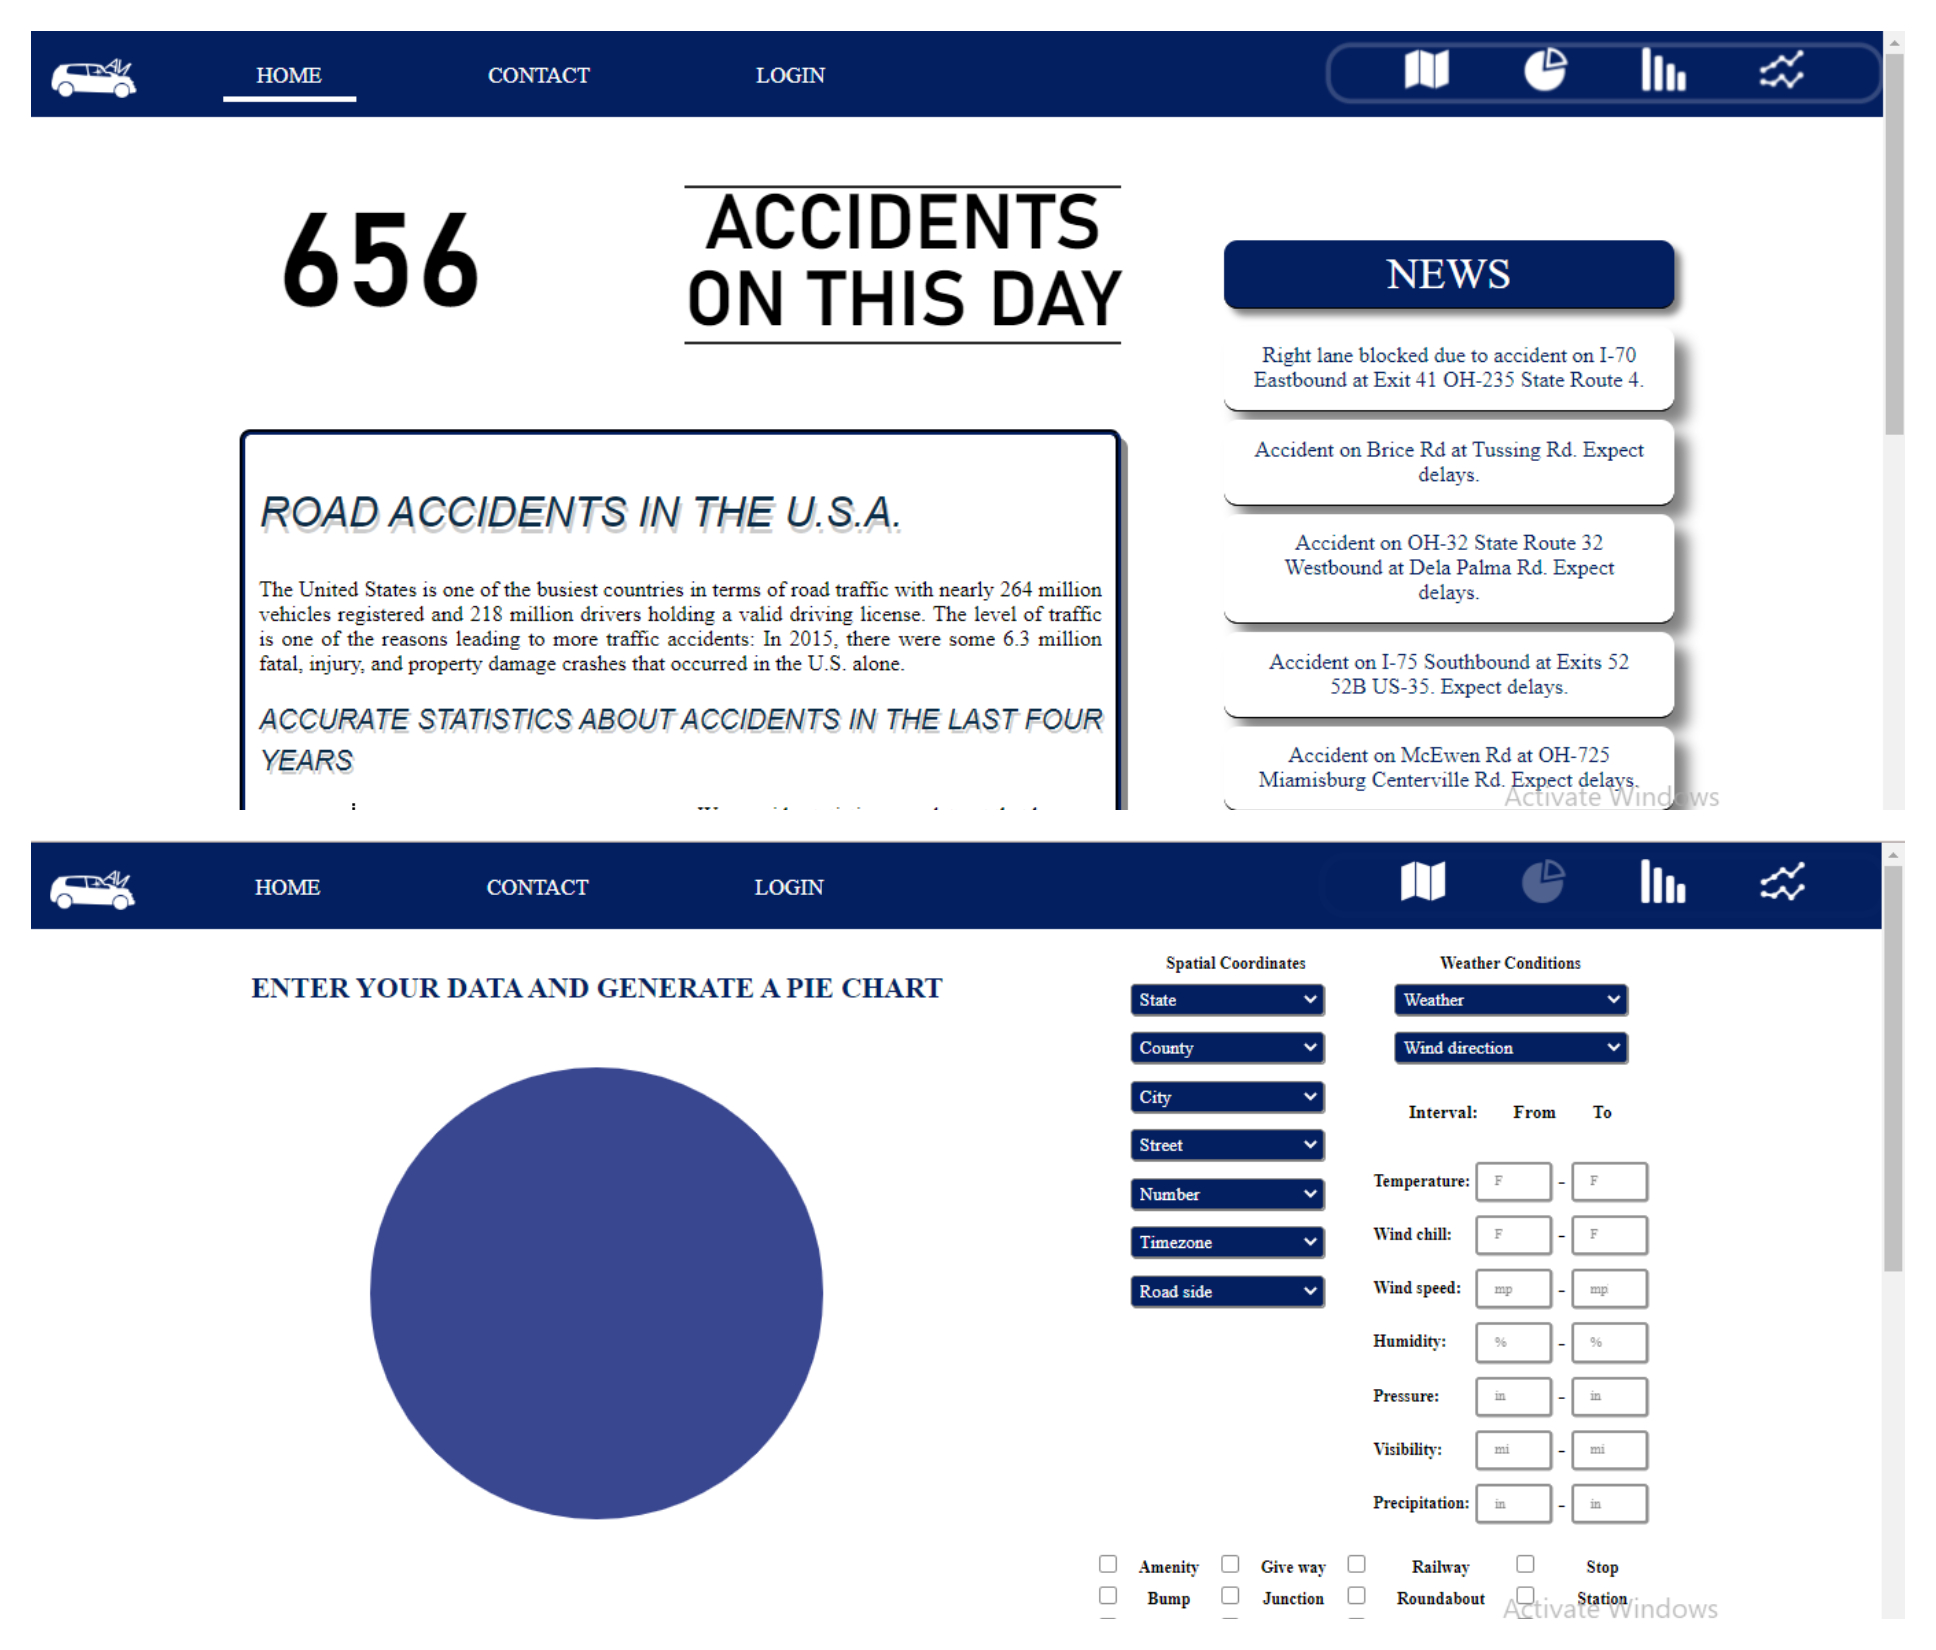 HOME CONTACT LOGIN
656
ACCIDENTS
ON THIS DAY
ROAD ACCIDENTS IN THE U.S.A.
The United States is one of the busiest countries in terms of road traffic with nearly 264 million
vehicles registered and 218 million drivers holding a valid driving license. The level of traffic
is one of the reasons leading to more traffic accidents: In 2015, there were some 6.3 million
fatal, injury, and property damage crashes that occurred in the U.S. alone.
ACCURATE STATISTICS ABOUT ACCIDENTS IN THE LAST FOUR
YEARS
NEWS
Right lane blocked due to accident on I-70
Eastbound at Exit 41 OH-235 State Route 4.
Accident on Brice Rd at Tussing Rd. Expect
delays.
Accident on OH-32 State Route 32
Westbound at Dela Palma Rd. Expect
delays.
Accident on I-75 Southbound at Exits 52
52B US-35. Expect delays.
Accident on McEwen Rd at OH-725
Miamisburg Centerville Rd. Expect delays.
Activate Windows
HOME CONTACT LOGIN
ENTER YOUR DATA AND GENERATE A PIE CHART
Spatial Coordinates
State
County
City
Street
Number
Timezone
Road side
Weather Conditions
Weather
Wind direction
Interval: From To
Temperature: F - F
Wind chill: F - F
Wind speed: mp - mp
Humidity: % - %
Pressure: in - in
Visibility: mi - mi
Precipitation: in - in
Amenity Give way Railway Stop
Bump Junction Roundabout Station
Activate Windows